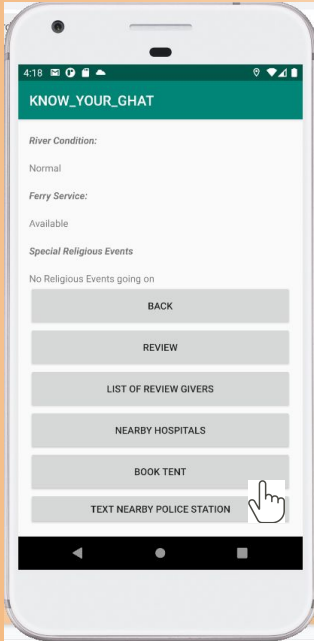 4:18
KNOW_YOUR_GHAT
River Condition:
Normal
Ferry Service:
Available
Special Religious Events
No Religious Events going on
BACK
REVIEW
LIST OF REVIEW GIVERS
NEARBY HOSPITALS
BOOK TENT
TEXT NEARBY POLICE STATION